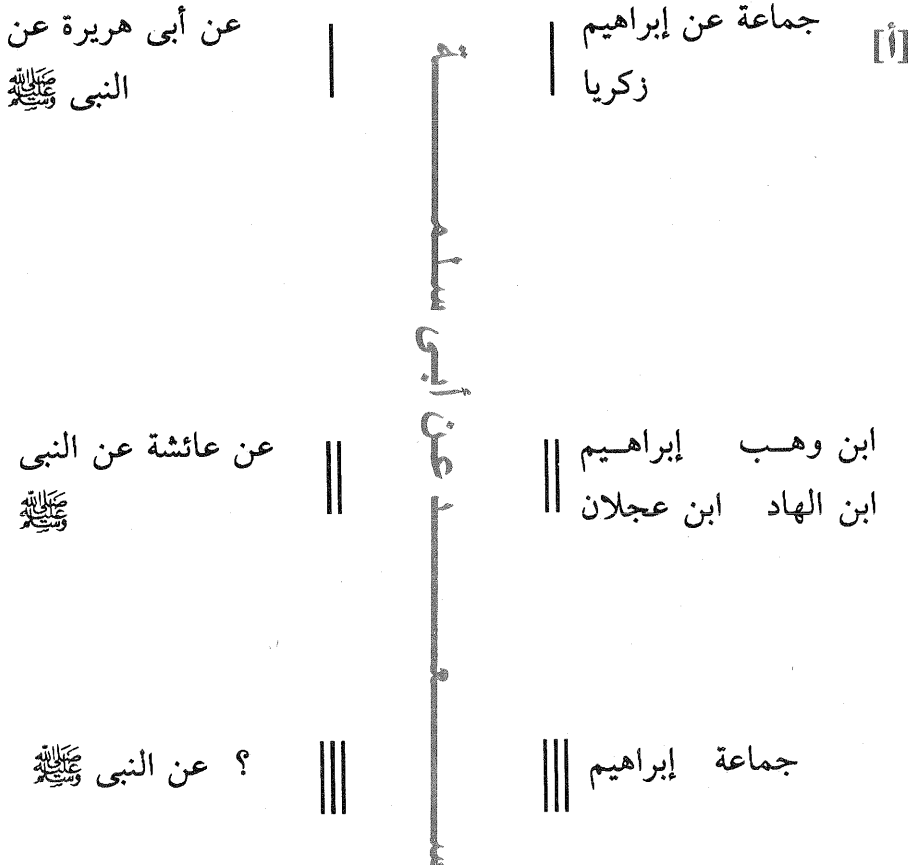 [أ]
جماعة عن إبراهيم
زكريا
عن أبى هريرة عن
النبى ﷺ
سعد عن أبى سلمة
ابن وهب إبراهيم
ابن الهاد ابن عجلان
عن عائشة عن النبى
ﷺ
جماعة إبراهيم
؟ عن النبى ﷺ